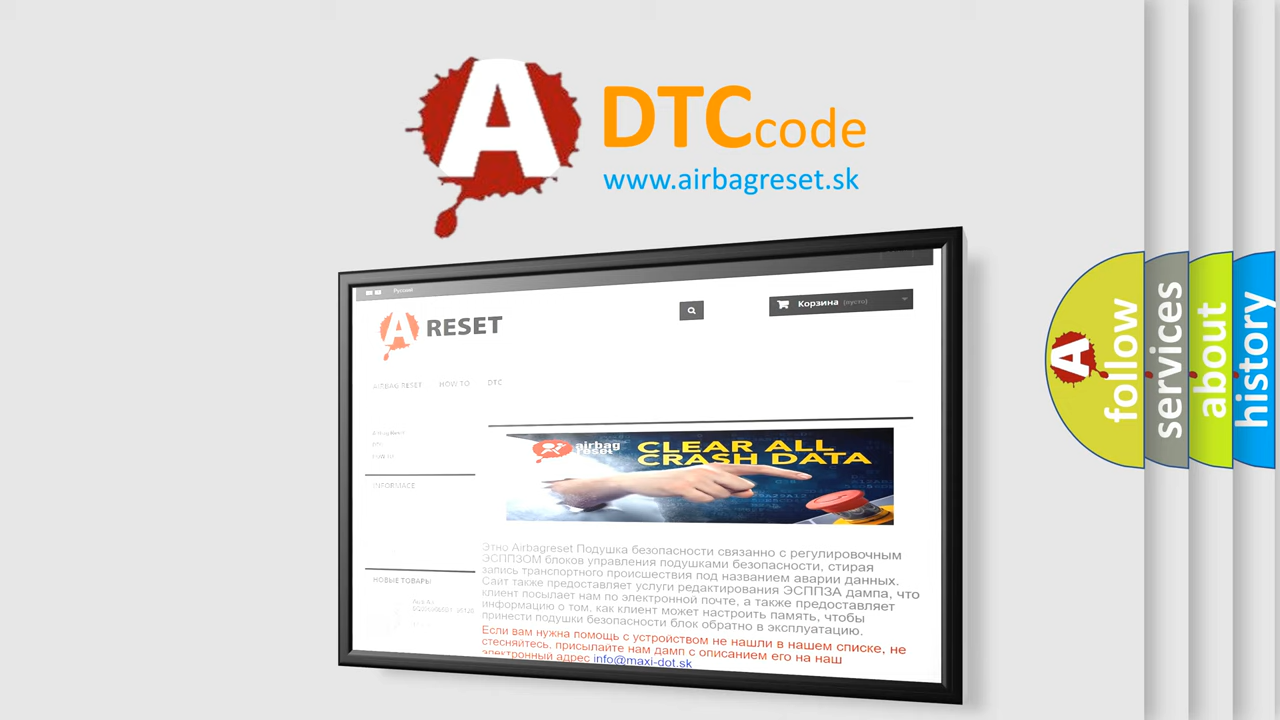 A
DTC code
www.airbagreset.sk
Русский
A RESET
Корзина (пусто)
AIRBAG RESET HOW TO DTC
Airbag Reset
INFORMACE
airbag
reset
CLEAR ALL
CRASH DATA
Этно Airbagreset Подушка безопасности связанно с регулировочным
ЭСППЗОМ блоков управления подушками безопасности, стирая
запись транспортного происшествия под названием аварии данных.
Сайт также предоставляет услуги редактирования ЭСППЗА дампа, что
клиент посылает нам по электронной почте, а также предоставляет
информацию о том, как клиент может настроить память, чтобы
принести подушки безопасности блок обратно в эксплуатацию.
Если вам нужна помощь с устройством не нашли в нашем списке, не
стесняйтесь, присылайте нам дамп с описанием его на наш
электронный адрес info@maxi-dot.sk
НОВЫЕ ТОВАРЫ
A
follow
services
about
history